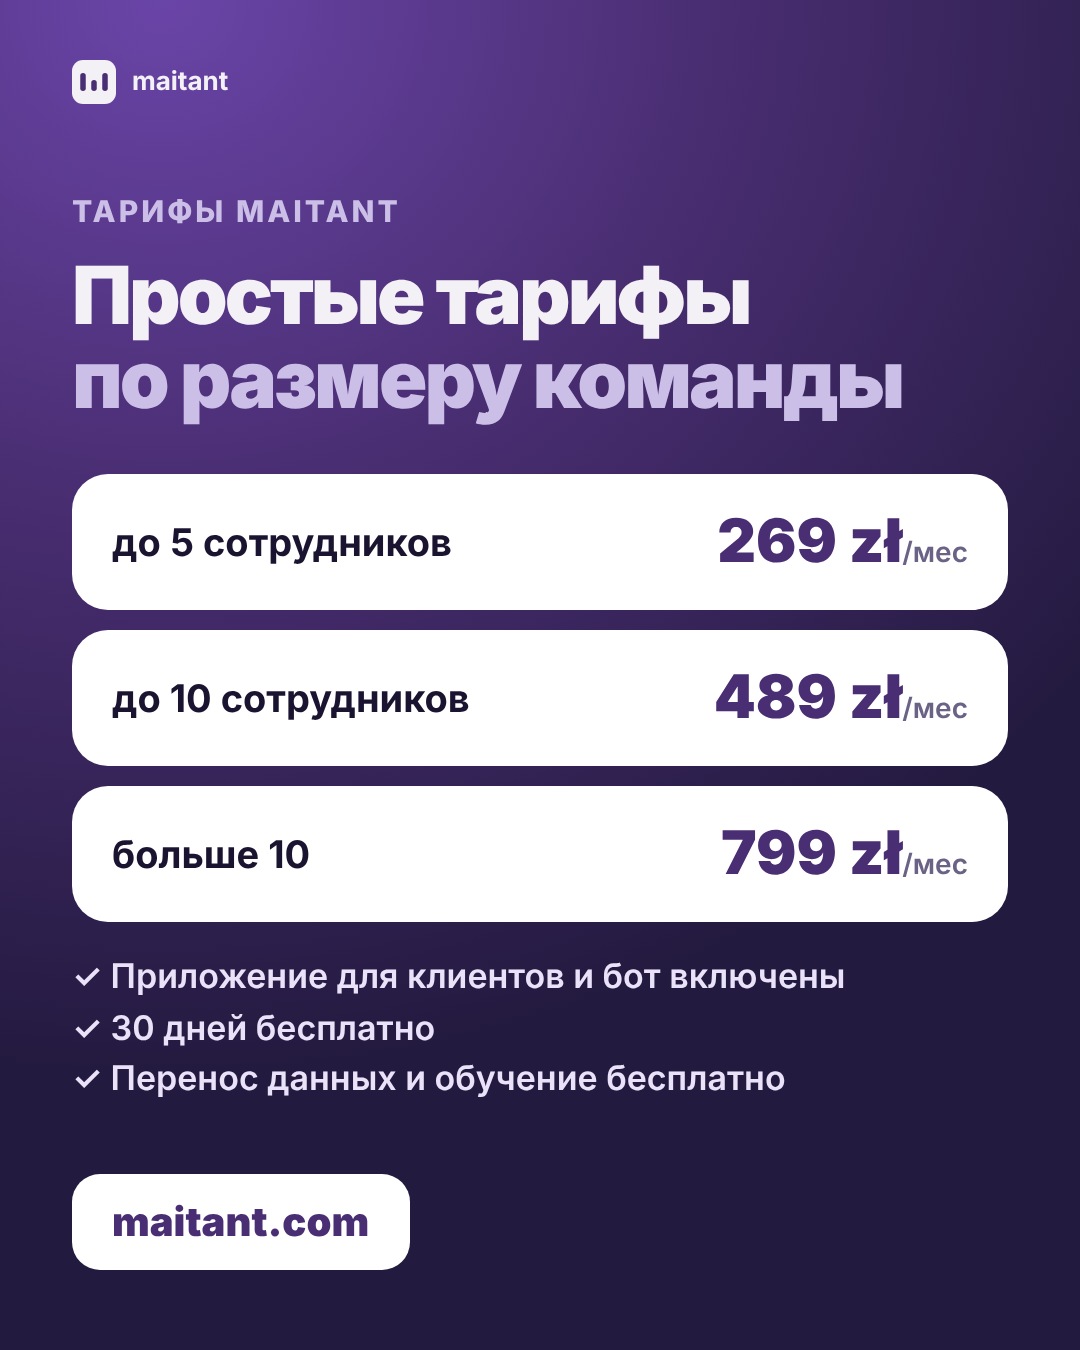 maitant
ТАРИФЫ MAITANT
Простые тарифы
по размеру команды
до 5 сотрудников 269 zł/мес
до 10 сотрудников 489 zł/мес
больше 10 799 zł/мес
✓ Приложение для клиентов и бот включены
✓ 30 дней бесплатно
✓ Перенос данных и обучение бесплатно
maitant.com